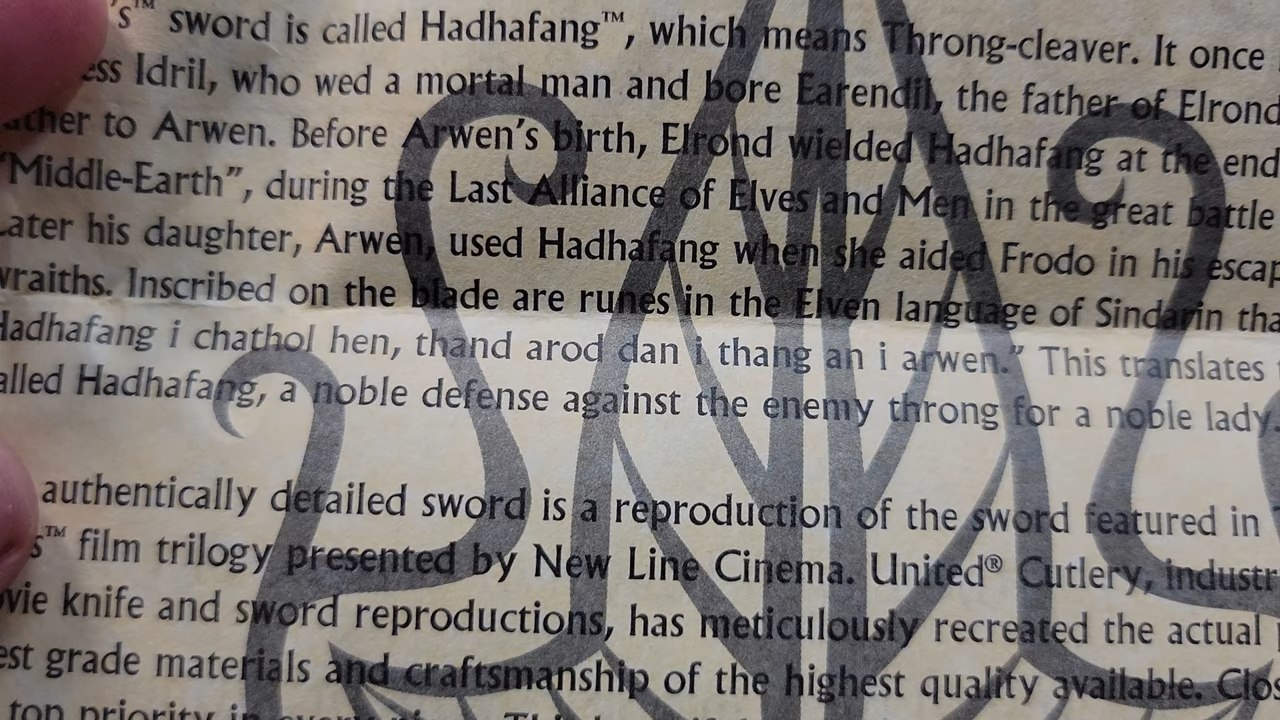 's™ sword is called Hadhafang™, which means Throng-cleaver. It once
ess Idril, who wed a mortal man and bore Earendil, the father of Elrond
ather to Arwen. Before Arwen's birth, Elrond wielded Hadhafang at the end
"Middle-Earth", during the Last Alliance of Elves and Men in the great battle
Later his daughter, Arwen, used Hadhafang when she aided Frodo in his escap
wraiths. Inscribed on the blade are runes in the Elven language of Sindarin tha
Hadhafang i chathol hen, thand arod dan i thang an i arwen." This translates
alled Hadhafang, a noble defense against the enemy throng for a noble lady.
authentically detailed sword is a reproduction of the sword featured in
s™ film trilogy presented by New Line Cinema. United® Cutlery, industr
ovie knife and sword reproductions, has meticulously recreated the actual
est grade materials and craftsmanship of the highest quality available. Clos
top priority in